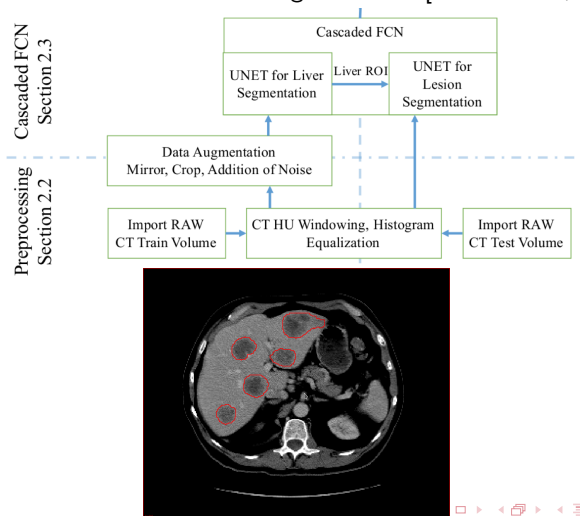 Cascaded FCN
Section 2.3
Cascaded FCN
UNET for Liver
Segmentation
Liver ROI
UNET for
Lesion
Segmentation
Data Augmentation
Mirror, Crop, Addition of Noise
Preprocessing
Section 2.2
Import RAW
CT Train Volume
CT HU Windowing, Histogram
Equalization
Import RAW
CT Test Volume